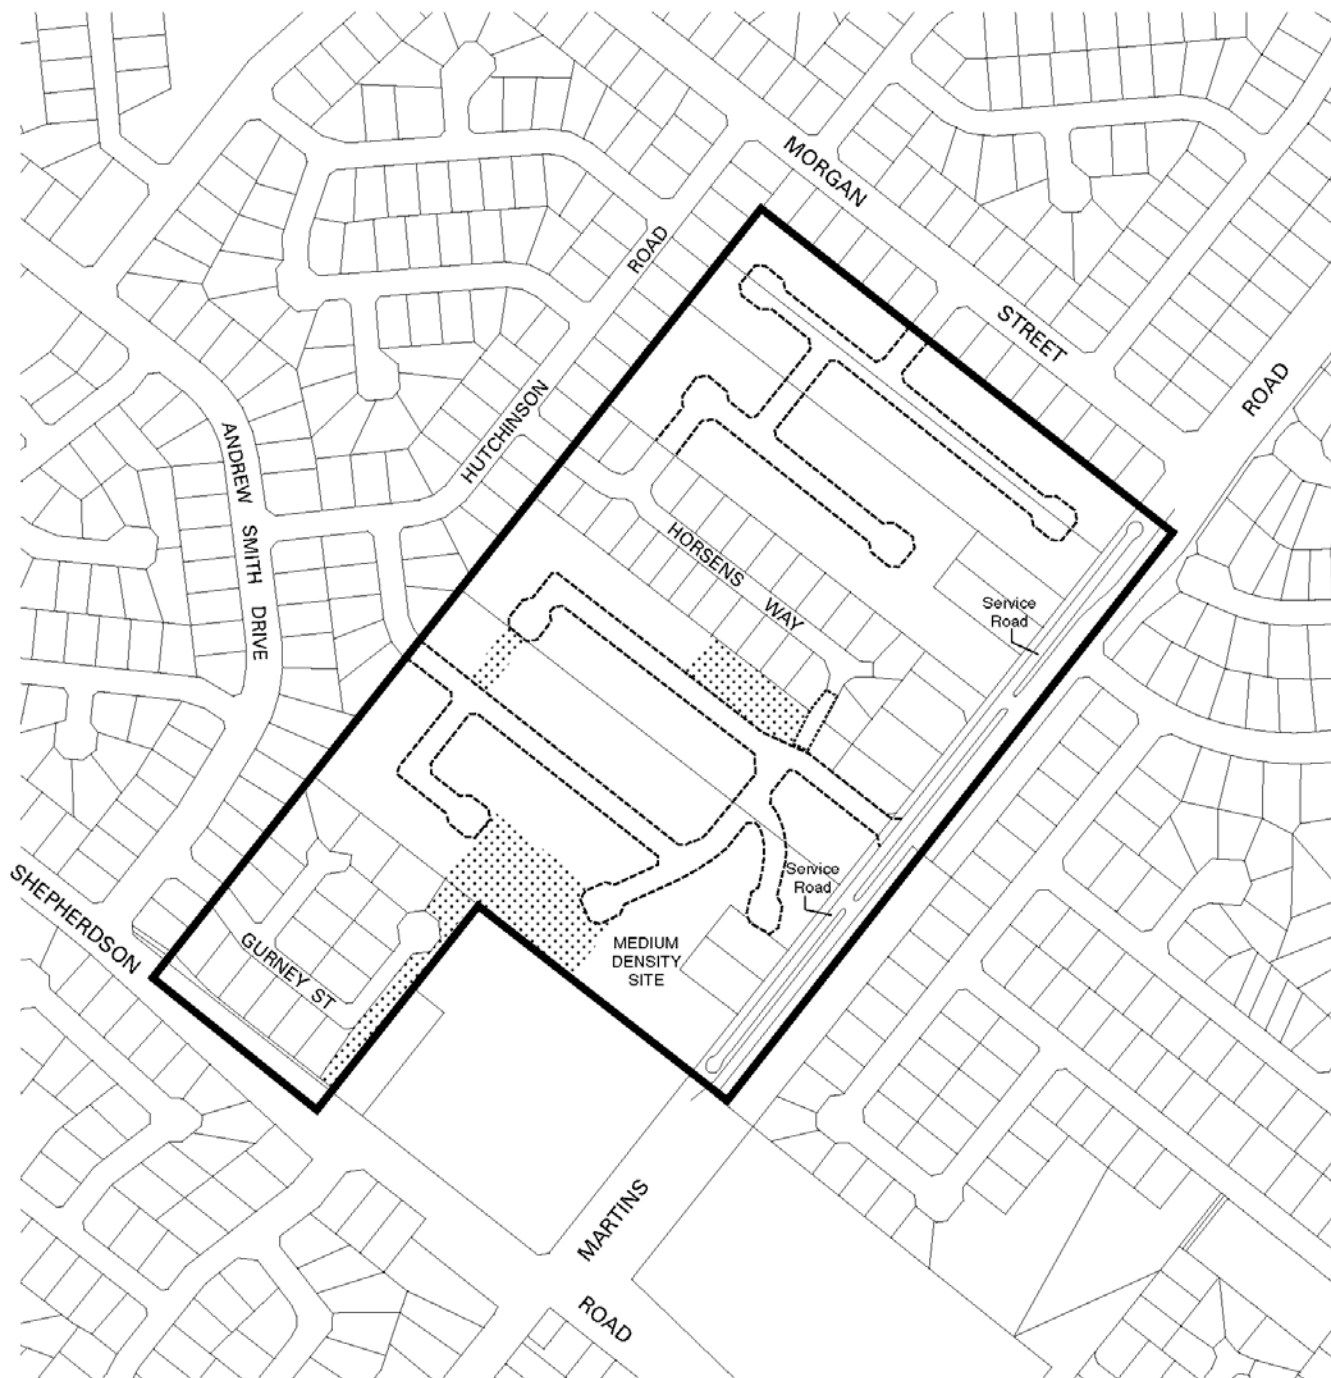 MORGAN
STREET
ROAD
ROAD
HUTCHINSON
ANDREW SMITH DRIVE
HORSENS WAY
Service
Road
Service
Road
SHEPHERDSON
GURNEY ST
MEDIUM
DENSITY
SITE
MARTINS
ROAD